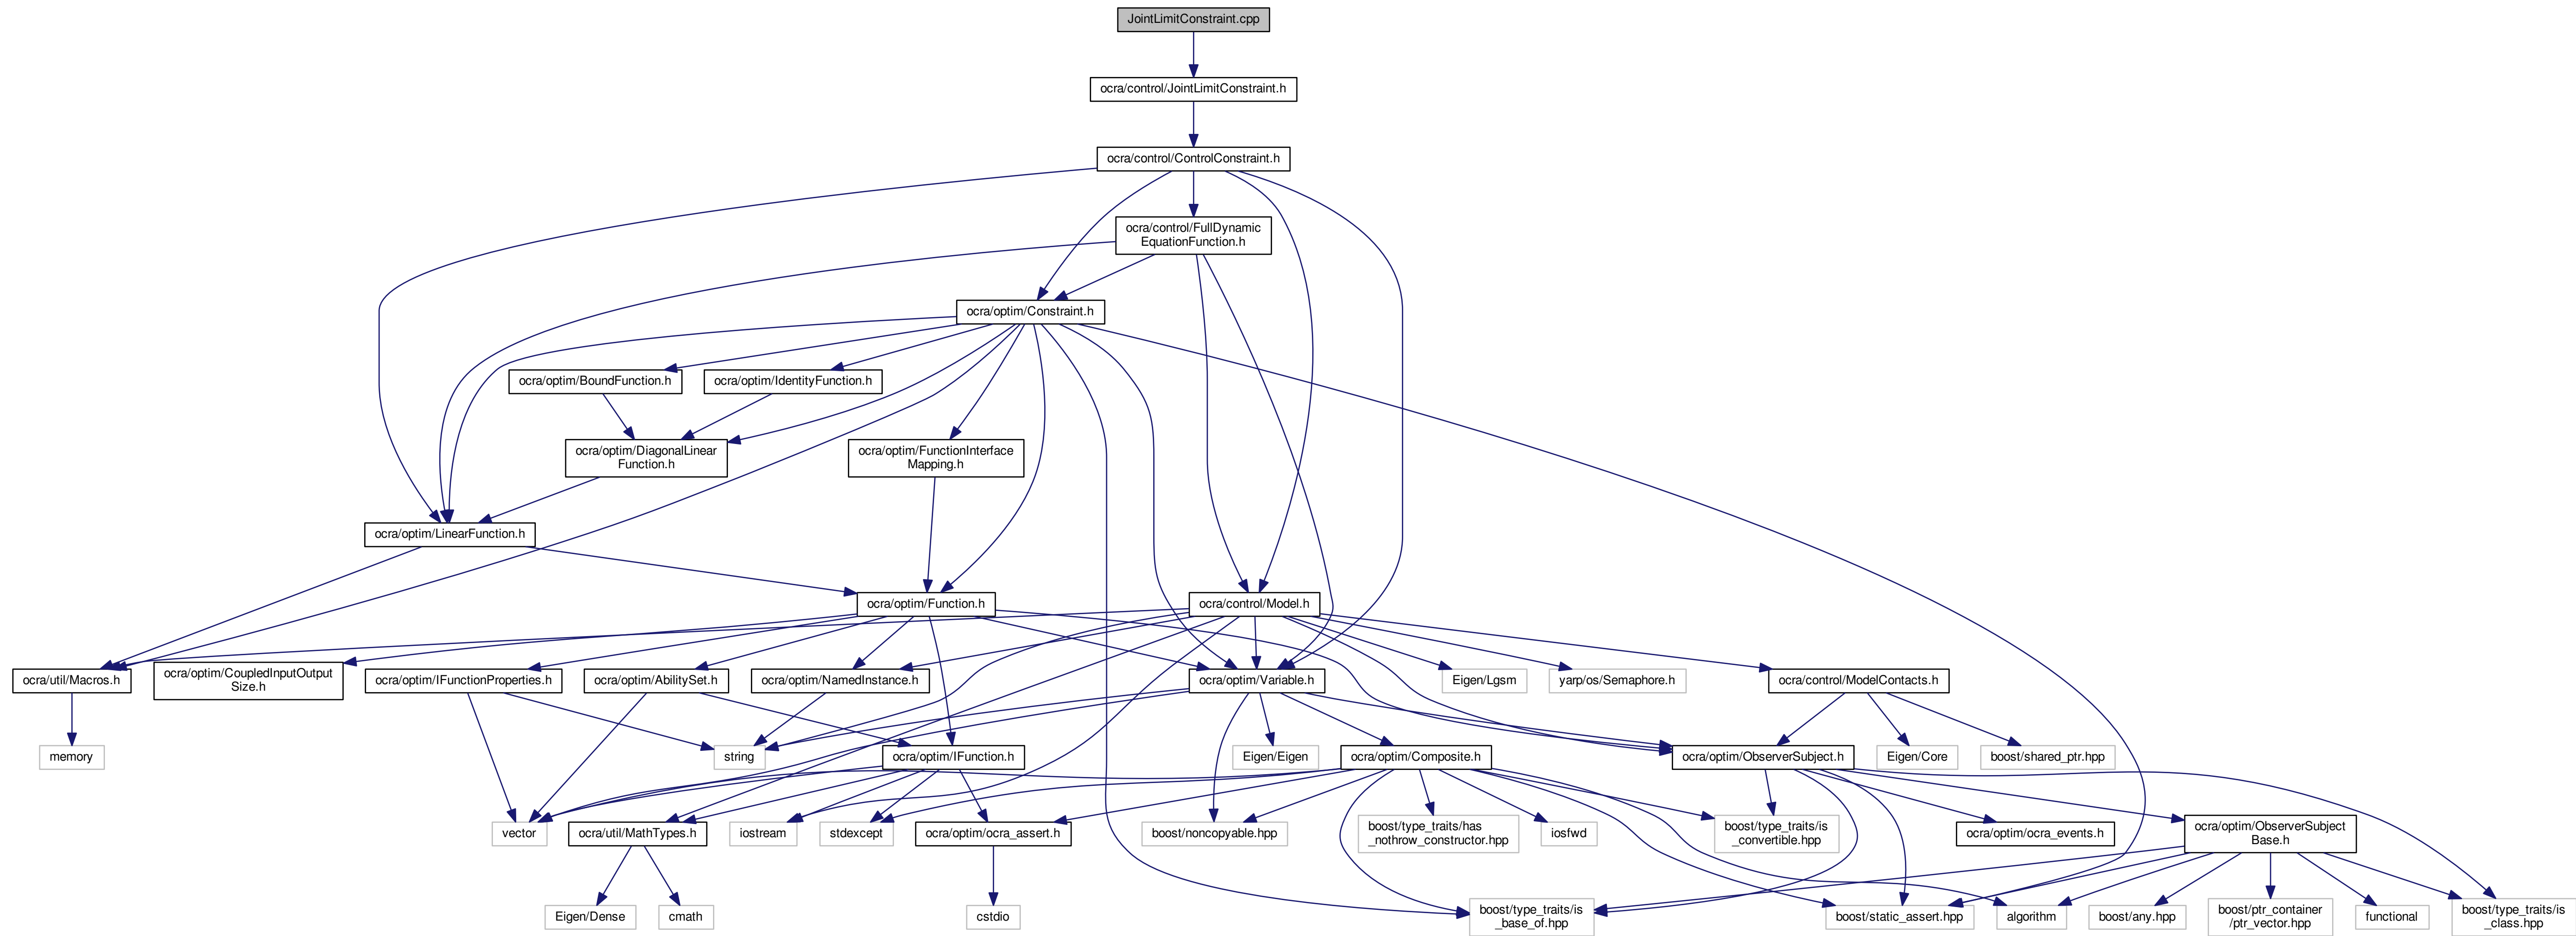 JointLimitConstraint.cpp
ocra/control/JointLimitConstraint.h
ocra/control/ControlConstraint.h
ocra/control/FullDynamic
EquationFunction.h
ocra/optim/Constraint.h
ocra/optim/BoundFunction.h
ocra/optim/IdentityFunction.h
ocra/optim/DiagonalLinear
Function.h
ocra/optim/FunctionInterface
Mapping.h
ocra/optim/LinearFunction.h
ocra/optim/Function.h
ocra/control/Model.h
ocra/util/Macros.h
ocra/optim/CoupledInputOutput
Size.h
ocra/optim/IFunctionProperties.h
ocra/optim/AbilitySet.h
ocra/optim/NamedInstance.h
ocra/optim/Variable.h
Eigen/Lgsm
yarp/os/Semaphore.h
ocra/control/ModelContacts.h
memory
string
ocra/optim/IFunction.h
Eigen/Eigen
ocra/optim/Composite.h
ocra/optim/ObserverSubject.h
Eigen/Core
boost/shared_ptr.hpp
vector
ocra/util/MathTypes.h
iostream
stdexcept
ocra/optim/ocra_assert.h
boost/noncopyable.hpp
boost/type_traits/has
_nothrow_constructor.hpp
iosfwd
boost/type_traits/is
_convertible.hpp
ocra/optim/ocra_events.h
ocra/optim/ObserverSubject
Base.h
Eigen/Dense
cmath
cstdio
boost/type_traits/is
_base_of.hpp
boost/static_assert.hpp
algorithm
boost/any.hpp
boost/ptr_container
/ptr_vector.hpp
functional
boost/type_traits/is
_class.hpp